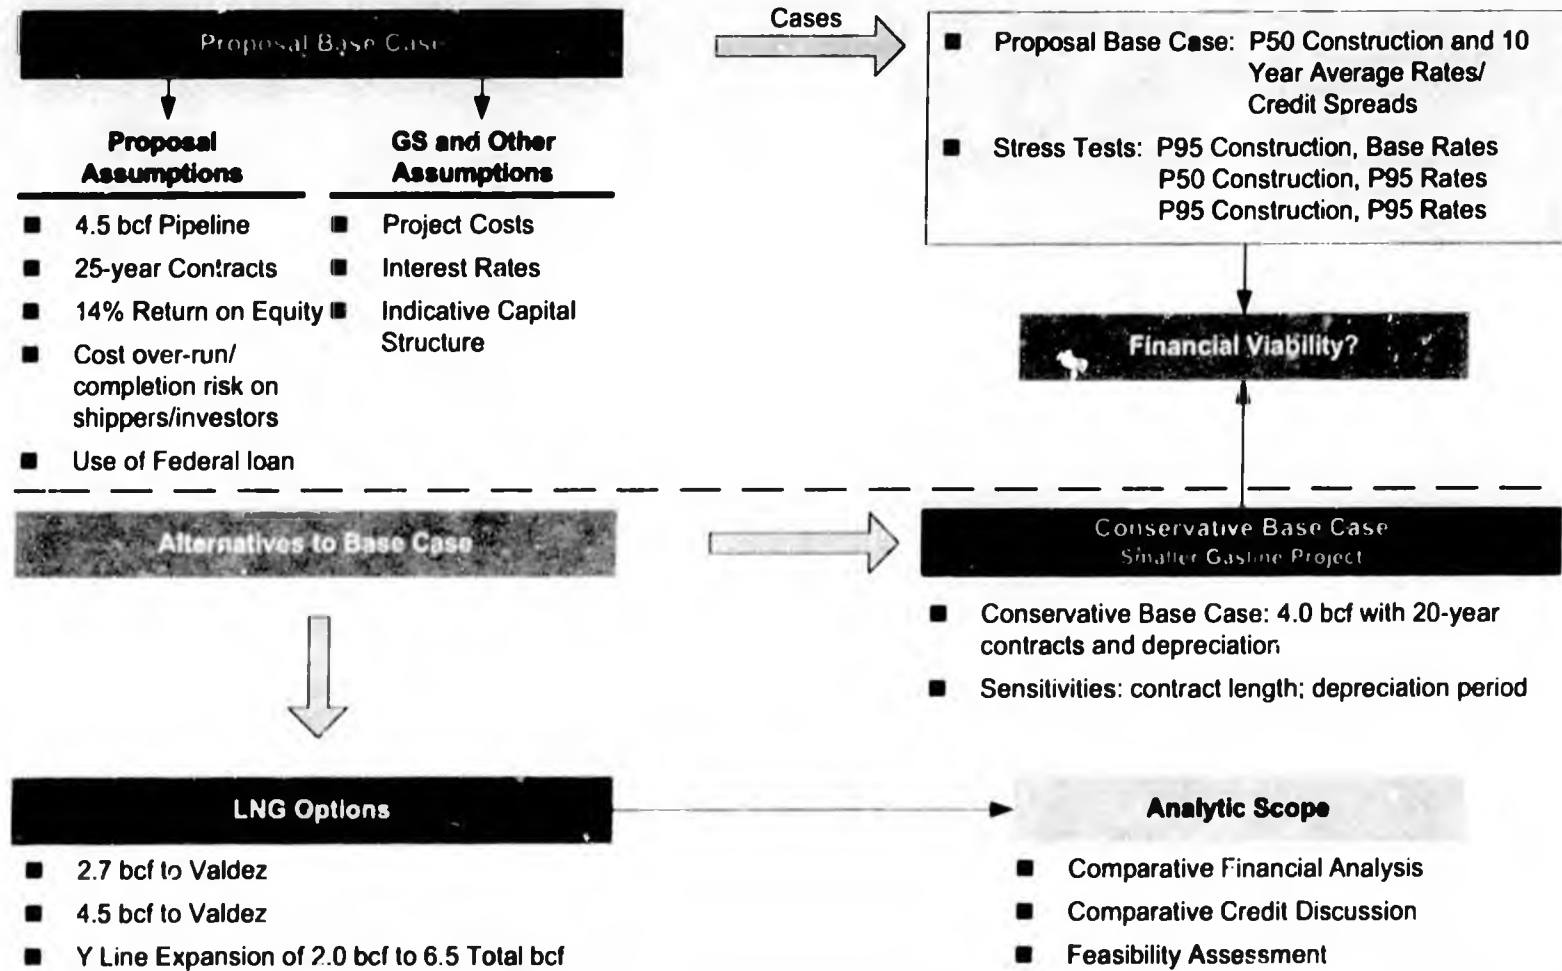 Proposal Base Case
Cases
■ Proposal Base Case: P50 Construction and 10
Year Average Rates/
Credit Spreads
■ Stress Tests: P95 Construction, Base Rates
P50 Construction, P95 Rates
P95 Construction, P95 Rates
Proposal
Assumptions
■ 4.5 bcf Pipeline
■ 25-year Contracts
■ 14% Return on Equity
■ Cost over-run/
completion risk on
shippers/investors
■ Use of Federal loan
GS and Other
Assumptions
■ Project Costs
■ Interest Rates
■ Indicative Capital
Structure
Financial Viability?
Alternatives to Base Case
Conservative Base Case
Smaller Gasline Project
■ Conservative Base Case: 4.0 bcf with 20-year
contracts and depreciation
■ Sensitivities: contract length; depreciation period
LNG Options
■ 2.7 bcf to Valdez
■ 4.5 bcf to Valdez
■ Y Line Expansion of 2.0 bcf to 6.5 Total bcf
Analytic Scope
■ Comparative Financial Analysis
■ Comparative Credit Discussion
■ Feasibility Assessment